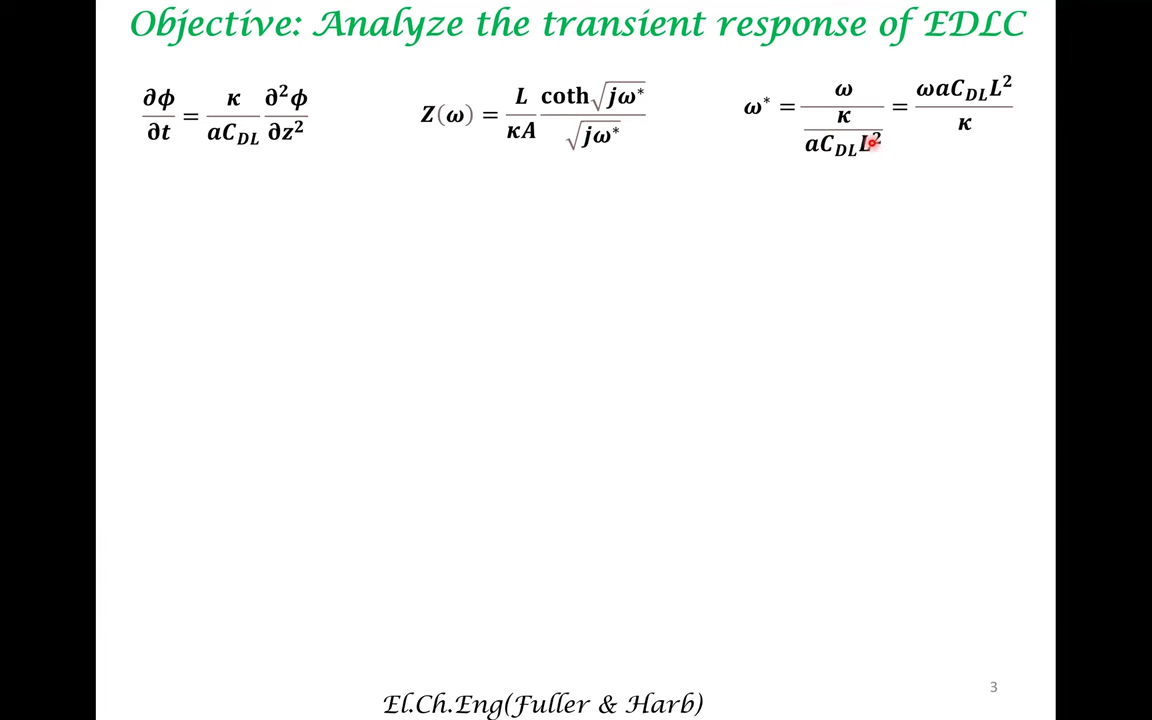 Objective: Analyze the transient response of EDLC
∂ϕ/∂t = κ/(aC_DL) ∂²ϕ/∂z²
Z(ω) = L/(κA) coth√(jω*)/√(jω*)
ω* = ω/(κ/(aC_DL L²)) = ωaC_DL L²/κ
El.Ch.Eng(Fuller & Harb)
3